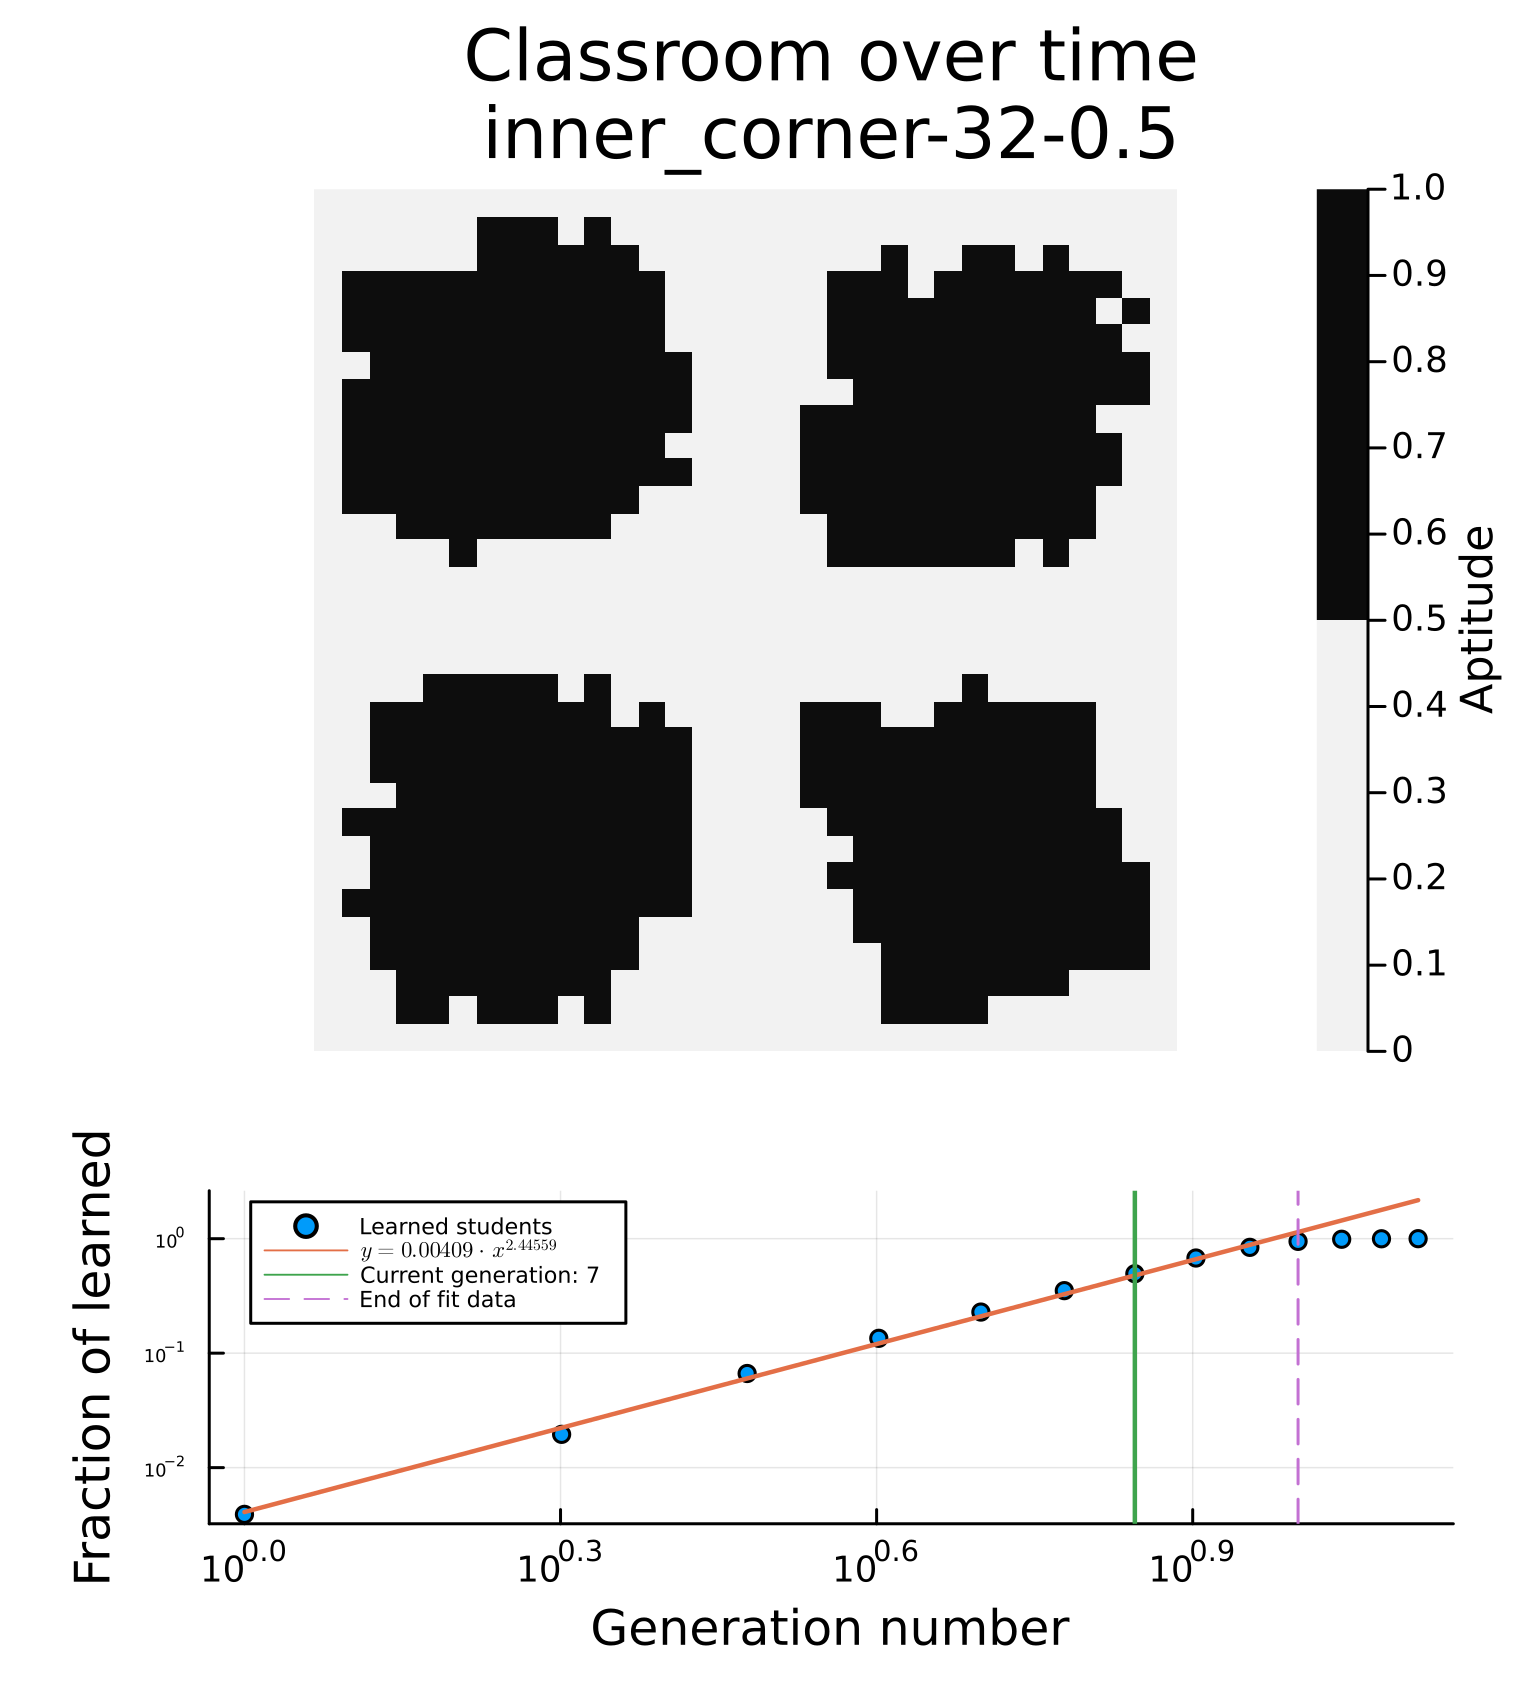 Classroom over time
inner_corner-32-0.5
1.0
0.9
0.8
0.7
0.6
0.5
0.4
0.3
0.2
0.1
0
Aptitude
Fraction of learned
10⁰
10⁻¹
10⁻²
Learned students
y = 0.00409 · x^2.44559
Current generation: 7
End of fit data
10^0.0 10^0.3 10^0.6 10^0.9
Generation number